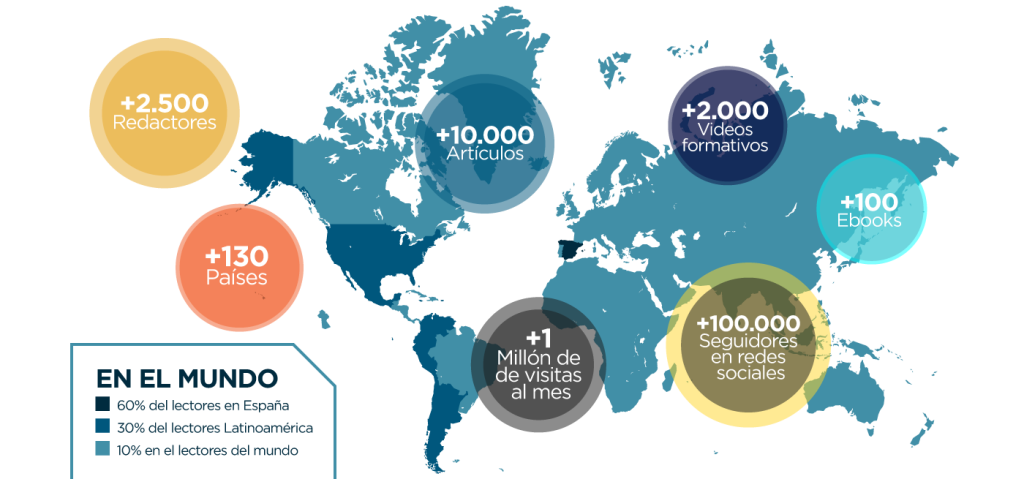 +2.500
Redactores
+10.000
Artículos
+2.000
Videos
formativos
+100
Ebooks
+130
Países
+1
Millón de
de visitas
al mes
+100.000
Seguidores
en redes
sociales
EN EL MUNDO
60% del lectores en España
30% del lectores Latinoamérica
10% en el lectores del mundo